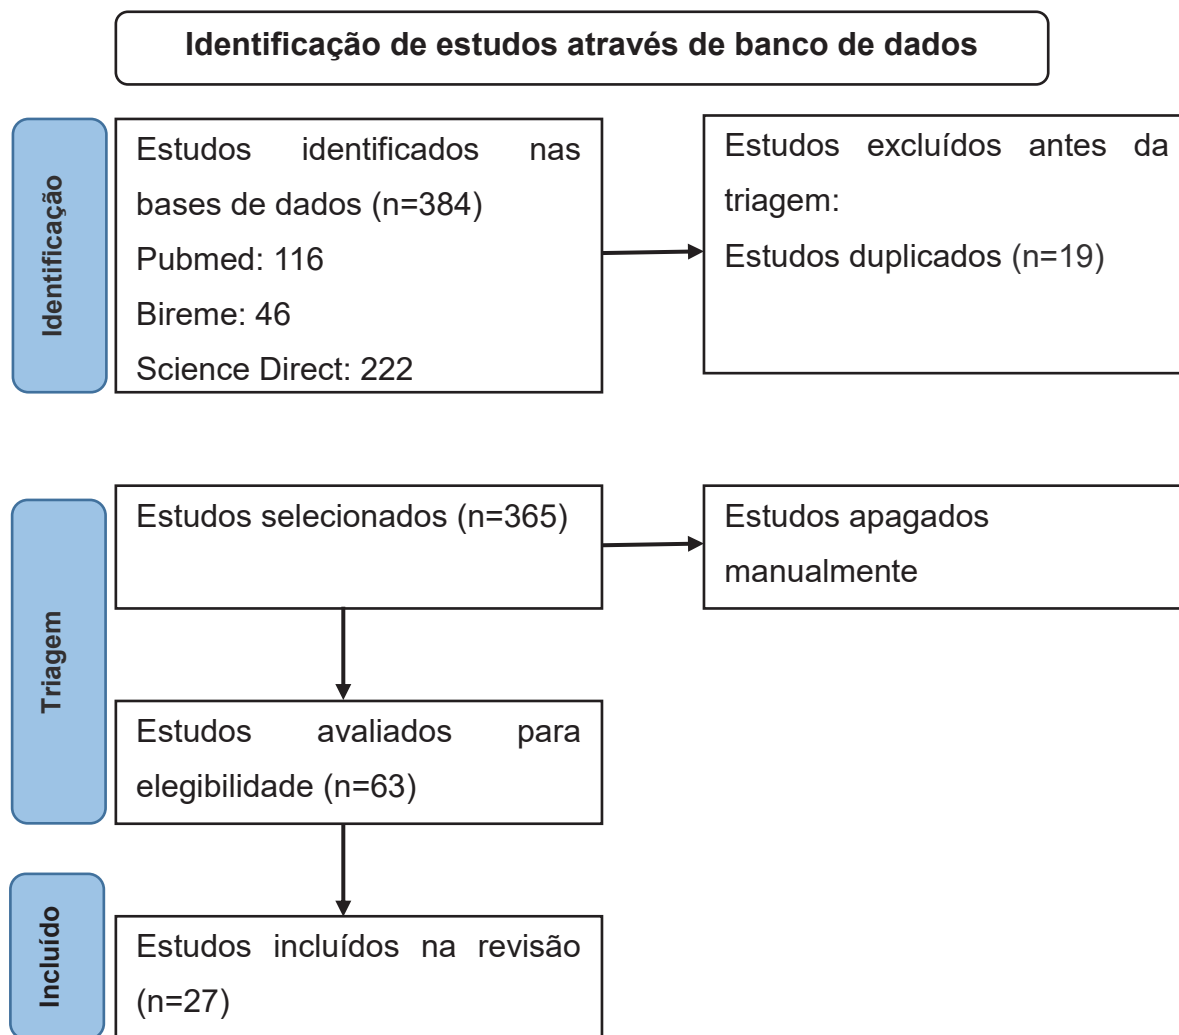 Identificação de estudos através de banco de dados
Identificação
Estudos identificados nas
bases de dados (n=384)
Pubmed: 116
Bireme: 46
Science Direct: 222
Estudos excluídos antes da
triagem:
Estudos duplicados (n=19)
Triagem
Estudos selecionados (n=365)
Estudos apagados
manualmente
Estudos avaliados para
elegibilidade (n=63)
Incluído
Estudos incluídos na revisão
(n=27)